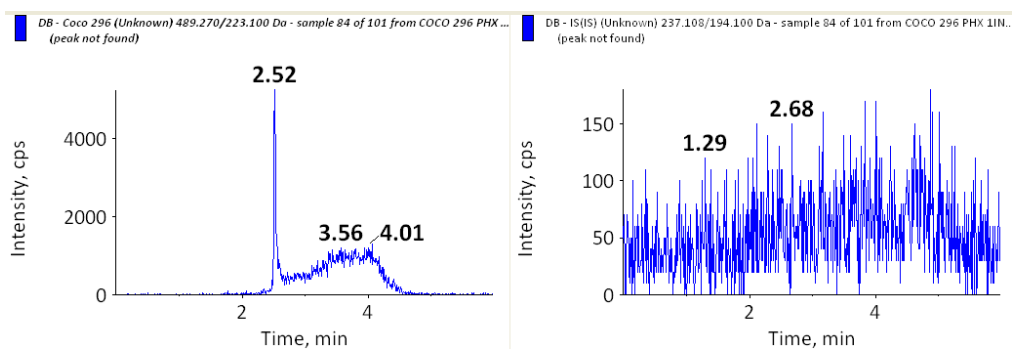 DB - Coco 296 (Unknown) 489.270/223.100 Da - sample 84 of 101 from COCO 296 PHX ...
(peak not found)
2.52
3.56
4.01
4000
2000
0
2
4
Intensity, cps
Time, min
DB - IS(IS) (Unknown) 237.108/194.100 Da - sample 84 of 101 from COCO 296 PHX 1IN...
(peak not found)
1.29
2.68
150
100
50
0
2
4
Intensity, cps
Time, min